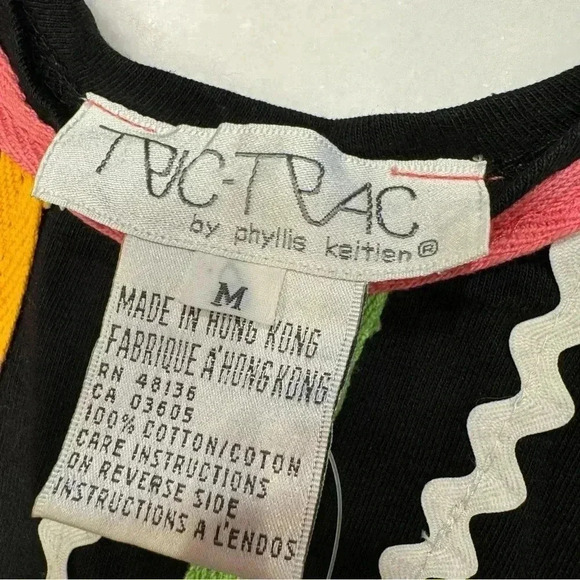 TRIC-TRAC
by phyllis keitlen®
M
MADE IN HONG KONG
FABRIQUE A'HONG KONG
RN 48136
CA 03605
100% COTTON/COTON
CARE INSTRUCTIONS
ON REVERSE SIDE
INSTRUCTIONS A L'ENDOS